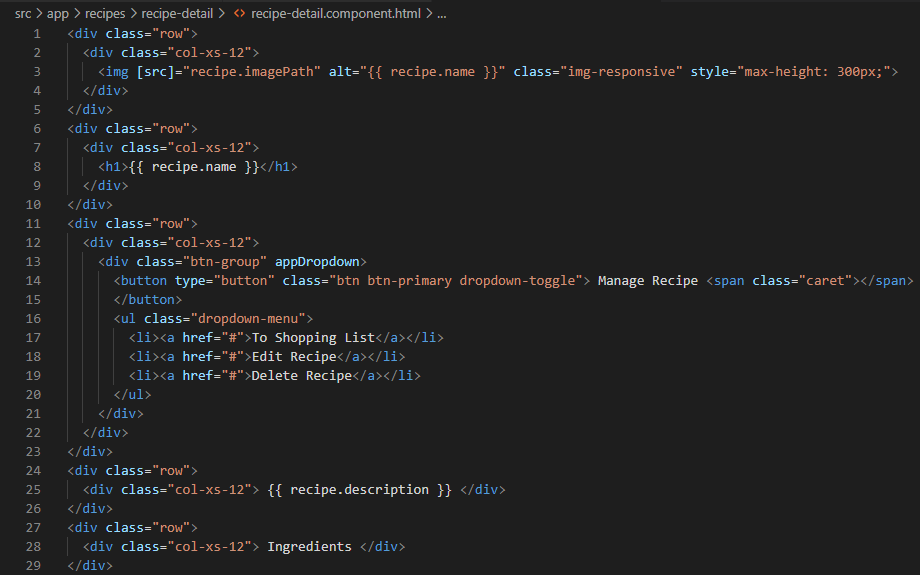 src > app > recipes > recipe-detail > <> recipe-detail.component.html > ...
1 <div class="row">
2   <div class="col-xs-12">
3     <img [src]="recipe.imagePath" alt="{{ recipe.name }}" class="img-responsive" style="max-height: 300px;">
4   </div>
5 </div>
6 <div class="row">
7   <div class="col-xs-12">
8     <h1>{{ recipe.name }}</h1>
9   </div>
10 </div>
11 <div class="row">
12   <div class="col-xs-12">
13     <div class="btn-group" appDropdown>
14       <button type="button" class="btn btn-primary dropdown-toggle"> Manage Recipe <span class="caret"></span>
15       </button>
16       <ul class="dropdown-menu">
17         <li><a href="#">To Shopping List</a></li>
18         <li><a href="#">Edit Recipe</a></li>
19         <li><a href="#">Delete Recipe</a></li>
20       </ul>
21     </div>
22   </div>
23 </div>
24 <div class="row">
25   <div class="col-xs-12"> {{ recipe.description }} </div>
26 </div>
27 <div class="row">
28   <div class="col-xs-12"> Ingredients </div>
29 </div>